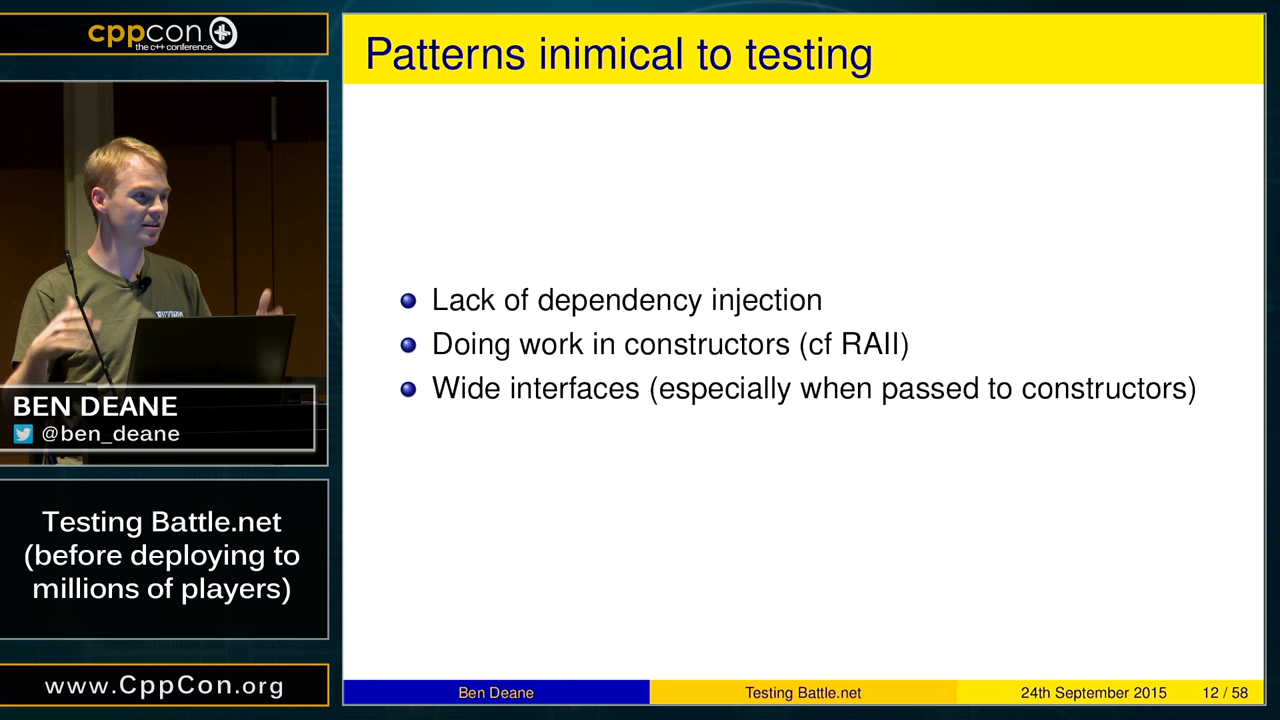 cppcon
the c++ conference
Patterns inimical to testing
Lack of dependency injection
Doing work in constructors (cf RAII)
Wide interfaces (especially when passed to constructors)
BEN DEANE
@ben_deane
Testing Battle.net
(before deploying to
millions of players)
www.CppCon.org
Ben Deane
Testing Battle.net
24th September 2015
12 / 58